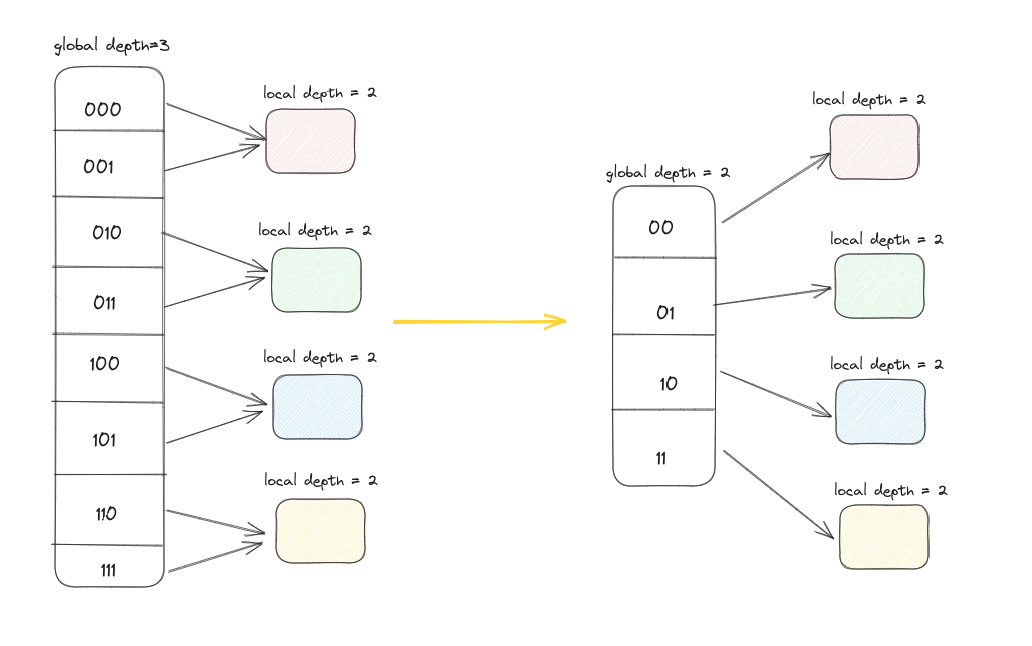 global depth=3
000
001
010
011
100
101
110
111
local depth = 2
local depth = 2
local depth = 2
local depth = 2
global depth = 2
00
01
10
11
local depth = 2
local depth = 2
local depth = 2
local depth = 2